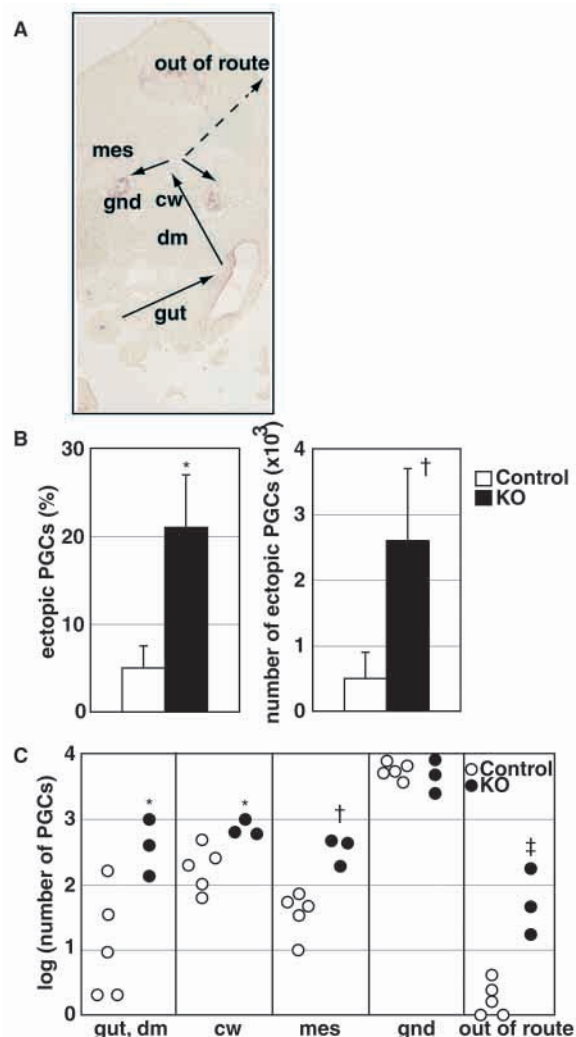 A
out of route
mes
gnd
cw
dm
gut
B
ectopic PGCs (%)
30
20
10
0
*
number of ectopic PGCs (x10³)
4
3
2
1
0
†
Control
KO
C
log (number of PGCs)
4
3
2
1
0
* * † ‡
Control
KO
gut, dm cw mes gnd out of route